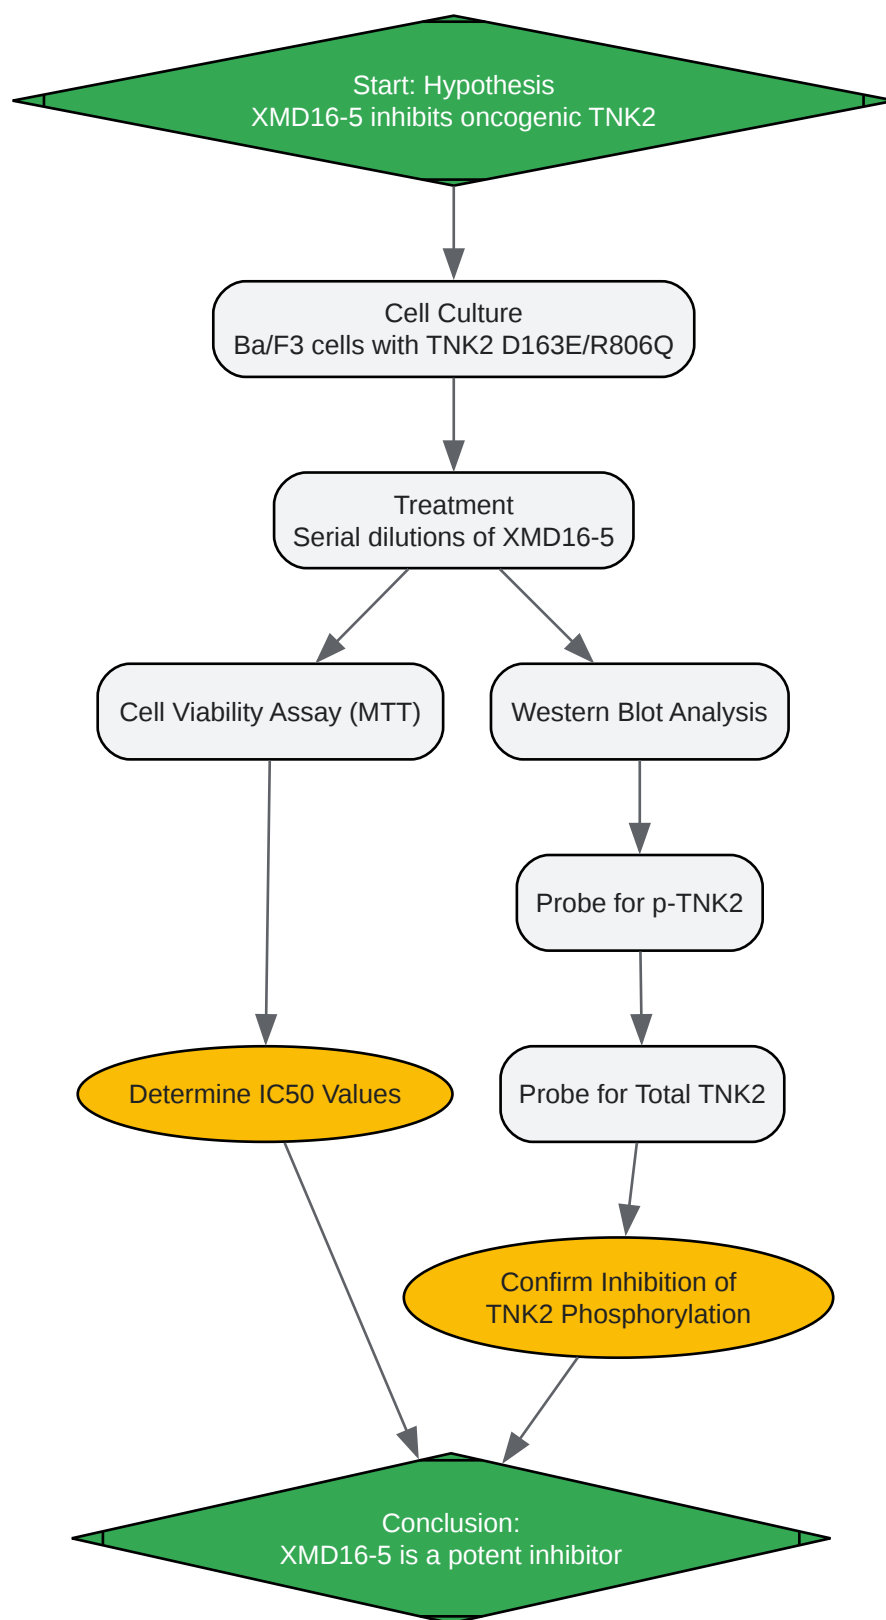 Start: Hypothesis
XMD16-5 inhibits oncogenic TNK2
Cell Culture
Ba/F3 cells with TNK2 D163E/R806Q
Treatment
Serial dilutions of XMD16-5
Cell Viability Assay (MTT)
Western Blot Analysis
Probe for p-TNK2
Determine IC50 Values
Probe for Total TNK2
Confirm Inhibition of
TNK2 Phosphorylation
Conclusion:
XMD16-5 is a potent inhibitor